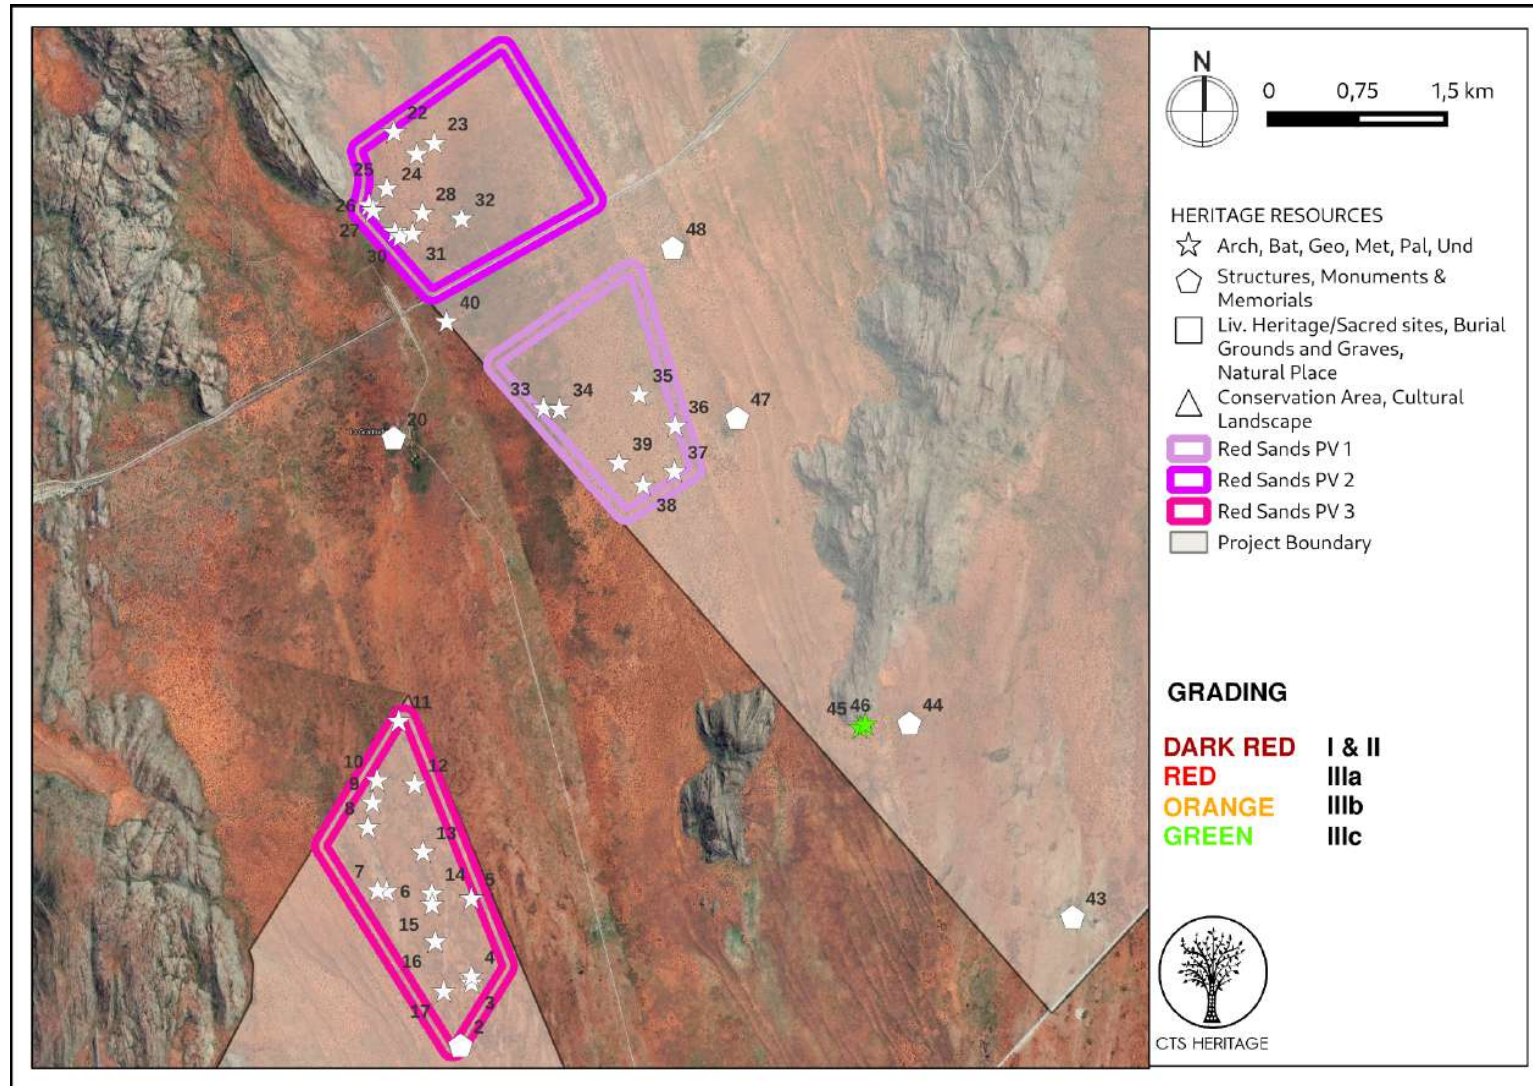 N
0 0,75 1,5 km
HERITAGE RESOURCES
Arch, Bat, Geo, Met, Pal, Und
Structures, Monuments &
Memorials
Liv. Heritage/Sacred sites, Burial
Grounds and Graves,
Natural Place
Conservation Area, Cultural
Landscape
Red Sands PV 1
Red Sands PV 2
Red Sands PV 3
Project Boundary
GRADING
DARK RED I & II
RED IIIa
ORANGE IIIb
GREEN IIIc
CTS HERITAGE
22
23
25
24
28
32
26
27
30
31
48
40
33
34
35
36
47
20
39
37
38
11
45 46
44
10
12
9
8
13
7
6
14
5
15
43
16
4
17
3
2